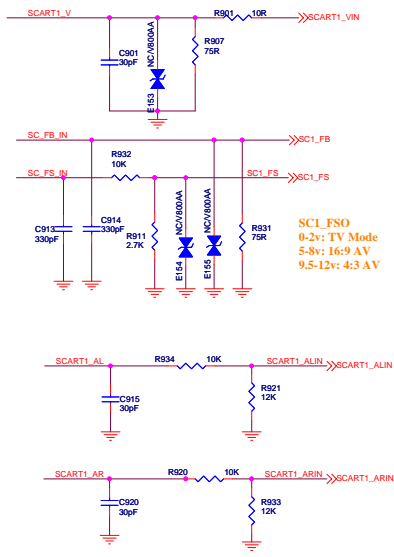 SCART1_V
R901 10R
SCART1_VIN
C901
30pF
NC/V800AA
E153
R907
75R
SC_FB_IN
SC1_FB
R932
10K
SC_FS_IN
SC1_FS
SC1_FS
C913
330pF
C914
330pF
R911
2.7K
NC/V800AA
E154
NC/V800AA
E155
R931
75R
SC1_FSO
0-2v: TV Mode
5-8v: 16:9 AV
9.5-12v: 4:3 AV
SCART1_AL
R934 10K
SCART1_ALIN
SCART1_ALIN
C915
30pF
R921
12K
SCART1_AR
R920 10K
SCART1_ARIN
SCART1_ARIN
C920
30pF
R933
12K